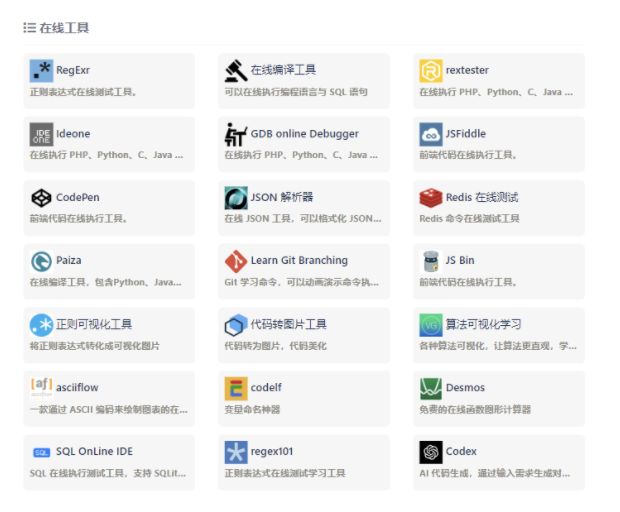 在线工具
RegExr
正则表达式在线测试工具。
在线编译工具
可以在线执行编程语言与 SQL 语句
rextester
在线执行 PHP、Python、C、Java ...
Ideone
在线执行 PHP、Python、C、Java ...
GDB online Debugger
在线执行 PHP、Python、C、Java ...
JSFiddle
前端代码在线执行工具。
CodePen
前端代码在线执行工具。
JSON 解析器
在线 JSON 工具，可以格式化 JSON...
Redis 在线测试
Redis 命令在线测试工具
Paiza
在线编译工具，包含Python、Java...
Learn Git Branching
Git 学习命令，可以动画演示命令执...
JS Bin
前端代码在线执行工具。
正则可视化工具
将正则表达式转化成可视化图片
代码转图片工具
代码转为图片，代码美化
算法可视化学习
各种算法可视化，让算法更直观，学...
asciiflow
一款通过 ASCII 编码来绘制图表的在...
codelf
变量命名神器
Desmos
免费的在线函数图形计算器
SQL OnLine IDE
SQL 在线执行测试工具，支持 SQLit...
regex101
正则表达式在线测试学习工具
Codex
AI 代码生成，通过输入需求生成对...